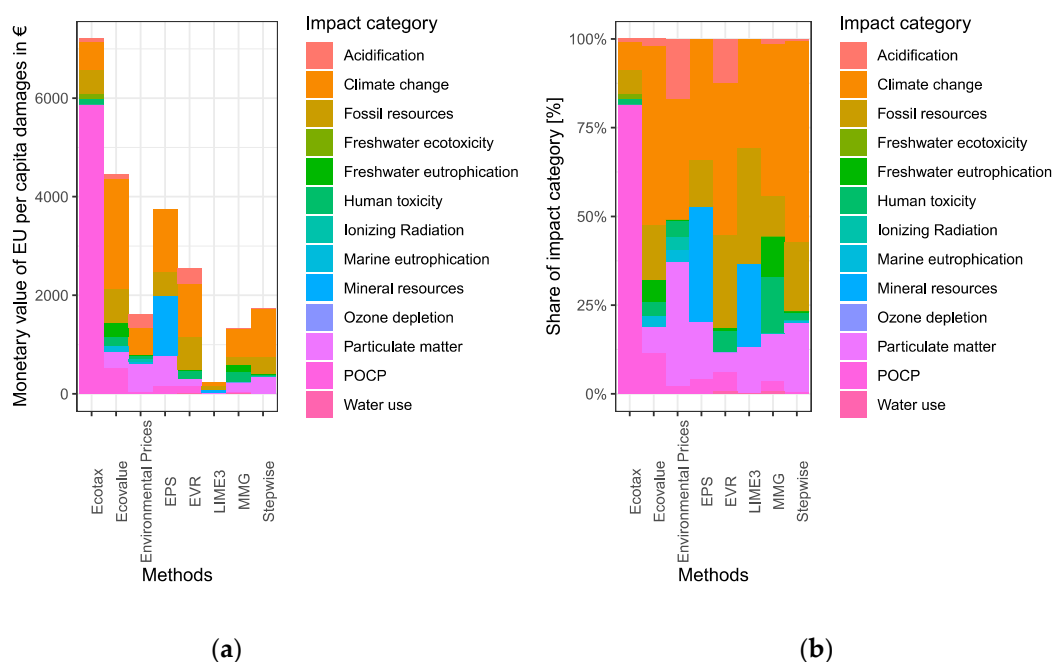 Monetary value of EU per capita damages in €
6000
4000
2000
0
Ecotax
Ecovalue
Environmental Prices
EPS
EVR
LIME3
MMG
Stepwise
Methods
Impact category
Acidification
Climate change
Fossil resources
Freshwater ecotoxicity
Freshwater eutrophication
Human toxicity
Ionizing Radiation
Marine eutrophication
Mineral resources
Ozone depletion
Particulate matter
POCP
Water use
(a)
Share of impact category [%]
100%
75%
50%
25%
0%
Ecotax
Ecovalue
Environmental Prices
EPS
EVR
LIME3
MMG
Stepwise
Methods
Impact category
Acidification
Climate change
Fossil resources
Freshwater ecotoxicity
Freshwater eutrophication
Human toxicity
Ionizing Radiation
Marine eutrophication
Mineral resources
Ozone depletion
Particulate matter
POCP
Water use
(b)